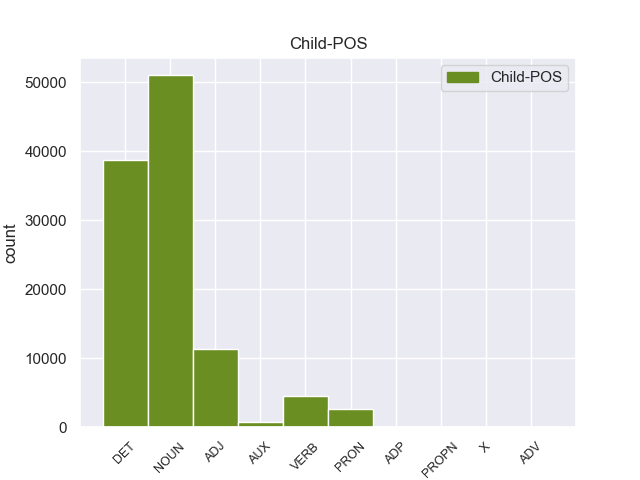 Child-POS
Child-POS
50000
40000
30000
20000
10000
0
count
DET NOUN ADJ AUX VERB PRON ADP PROPN X ADV